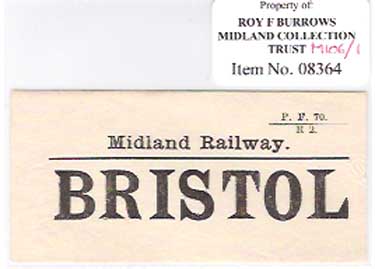 Property of:
ROY F BURROWS
MIDLAND COLLECTION
TRUST M106/1
Item No. 08364
P. F. 70.
R 2.
Midland Railway.
BRISTOL